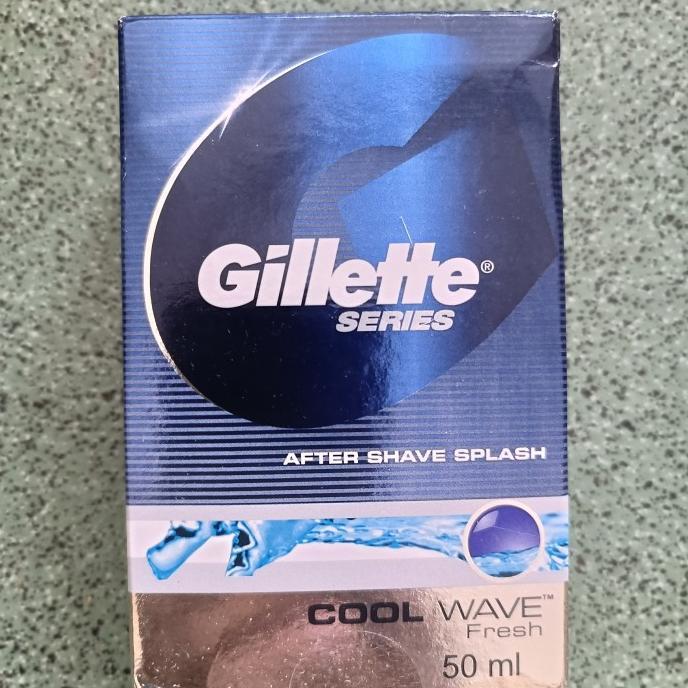 Gillette®
SERIES
AFTER SHAVE SPLASH
COOL WAVE™
Fresh
50 ml